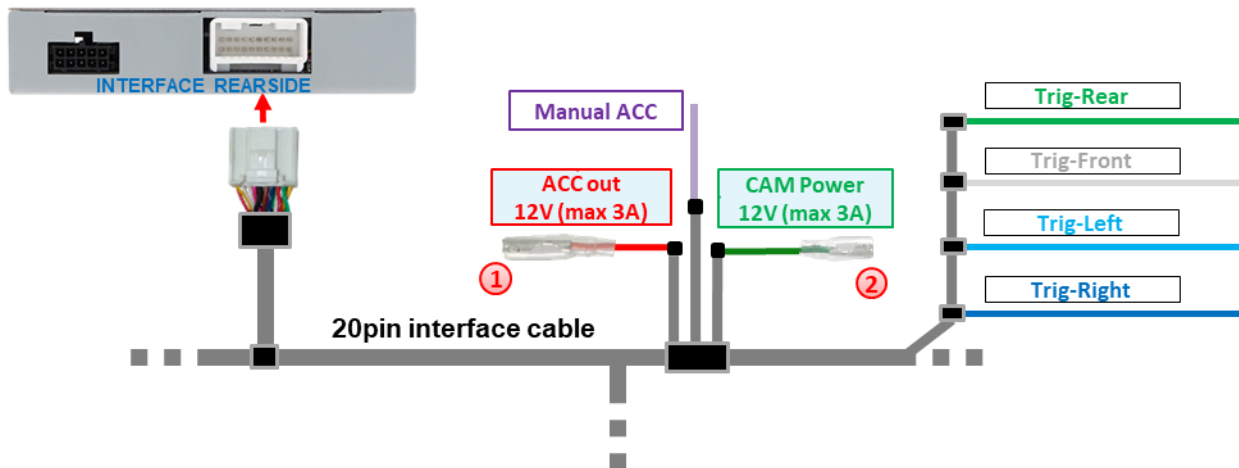 INTERFACE REARSIDE
Manual ACC
ACC out
12V (max 3A)
CAM Power
12V (max 3A)
1
2
Trig-Rear
Trig-Front
Trig-Left
Trig-Right
20pin interface cable